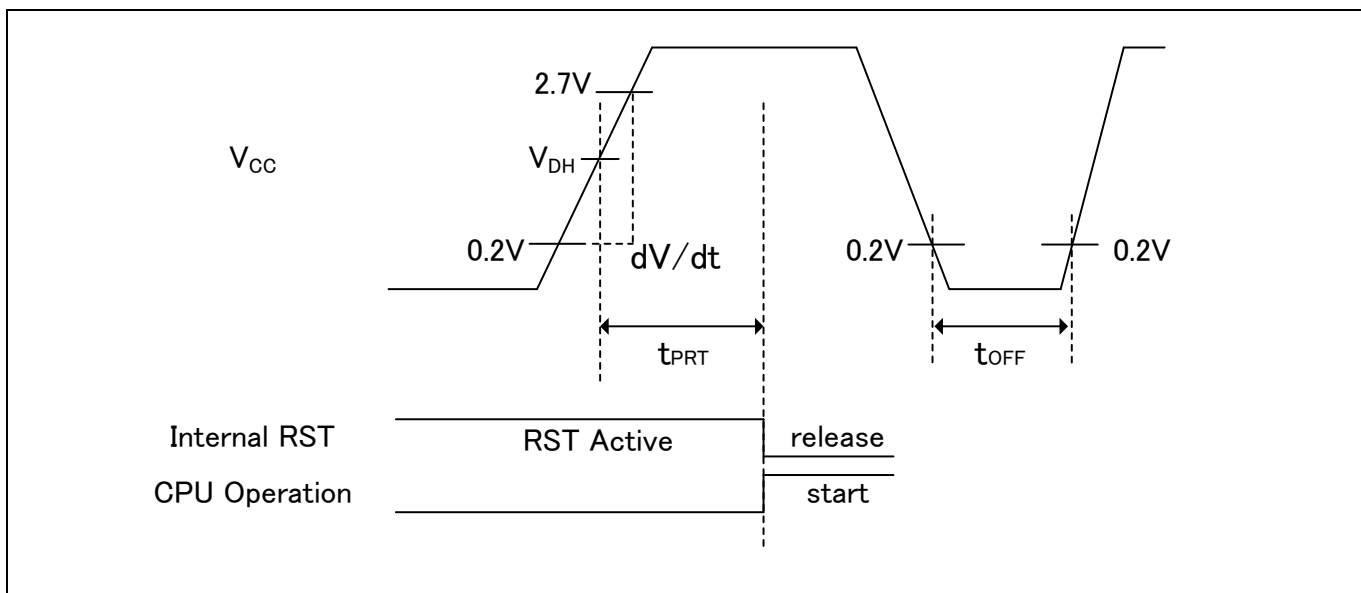 2.7V
VCC
VDH
0.2V
dV/dt
0.2V
0.2V
tPRT
tOFF
Internal RST
RST Active
release
CPU Operation
start